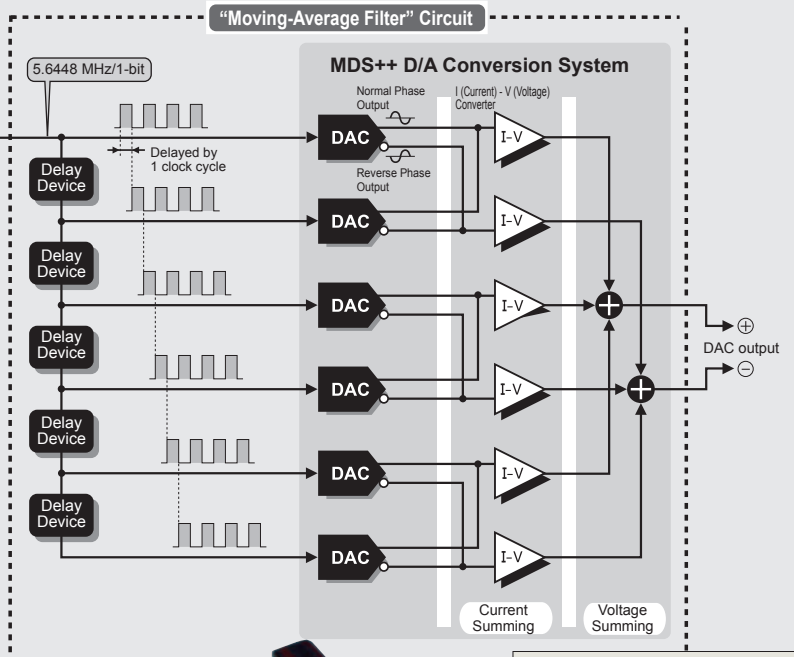 “Moving-Average Filter” Circuit
5.6448 MHz/1-bit
MDS++ D/A Conversion System
Normal Phase
Output
I (Current) - V (Voltage)
Converter
Delayed by
1 clock cycle
DAC
I-V
Reverse Phase
Output
Delay
Device
DAC
I-V
Delay
Device
DAC
I-V
Delay
Device
DAC output
DAC
I-V
Delay
Device
DAC
I-V
Delay
Device
DAC
I-V
Current
Summing
Voltage
Summing